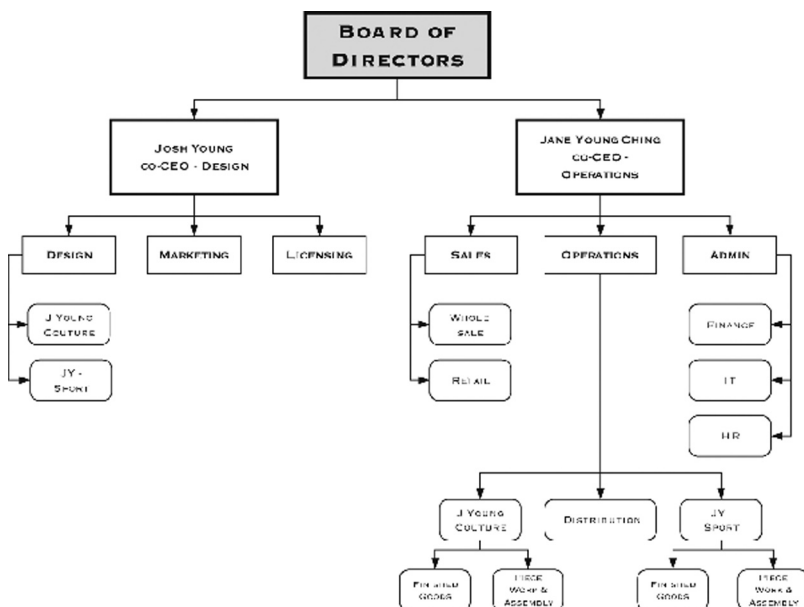 BOARD OF
DIRECTORS
JOSH YOUNG
CO-CEO - DESIGN
JANE YOUNG CHING
CO-CEO -
OPERATIONS
DESIGN
MARKETING
LICENSING
SALES
OPERATIONS
ADMIN
J YOUNG
COUTURE
WHOLE
SALE
FINANCE
JY -
SPORT
RETAIL
IT
HR
J YOUNG
COUTURE
DISTRIBUTION
JY
SPORT
FINISHED
GOODS
PIECE
WORK &
ASSEMBLY
FINISHED
GOODS
PIECE
WORK &
ASSEMBLY